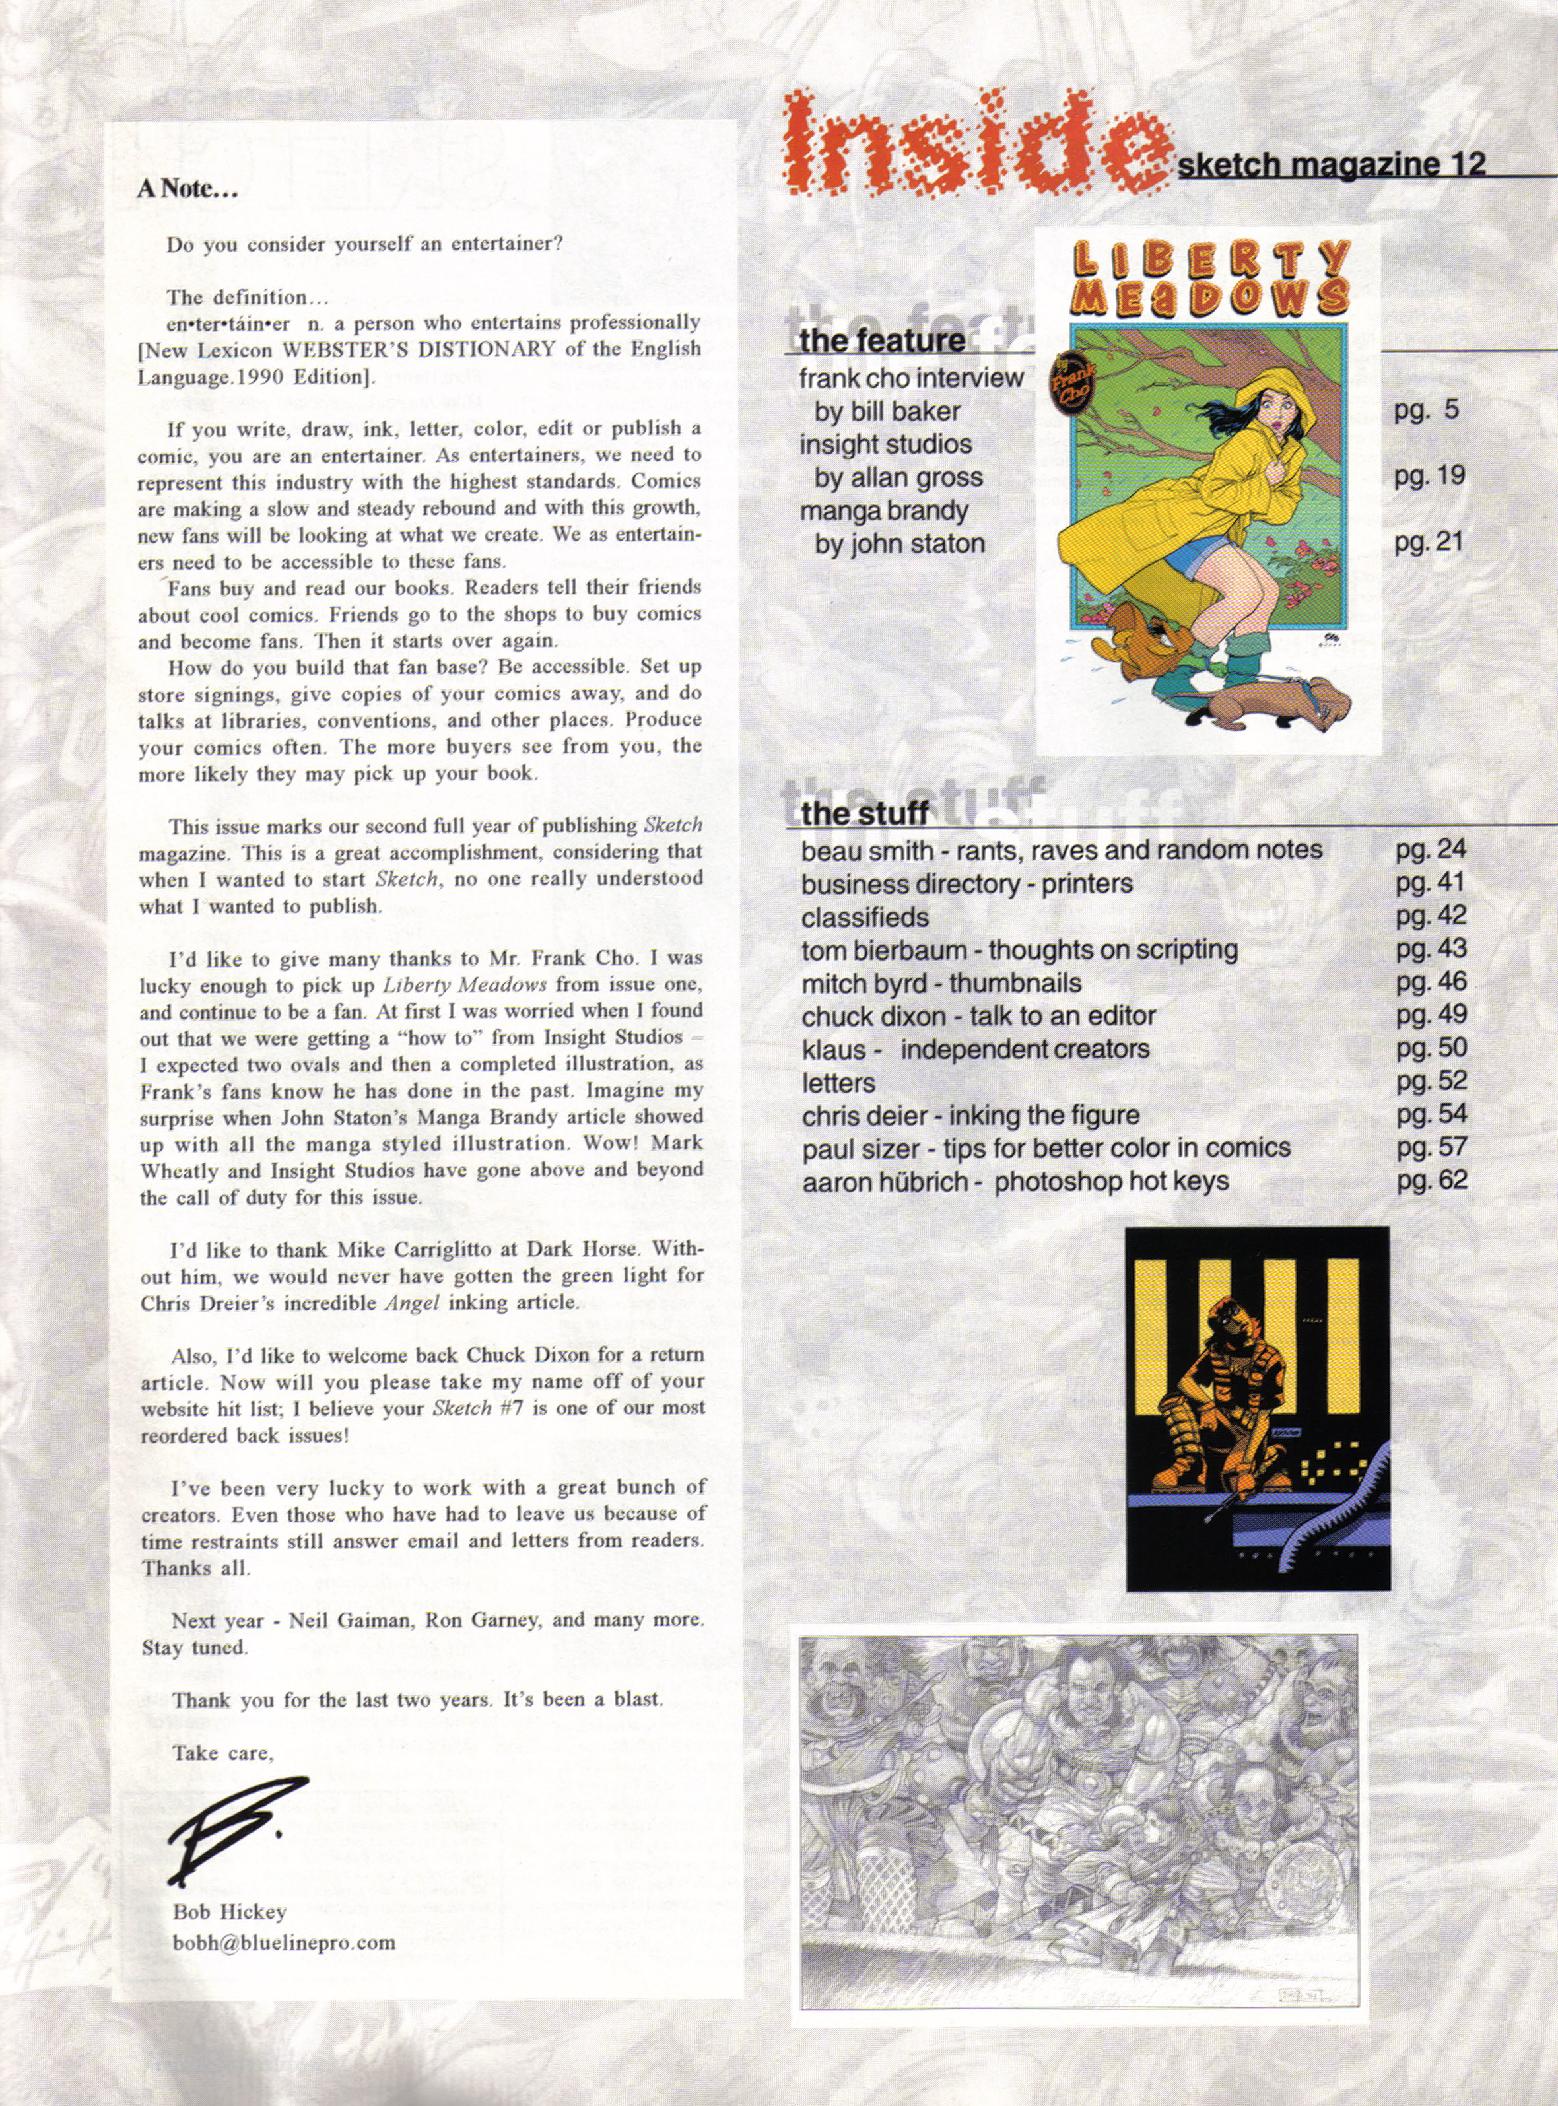 A Note...
Do you consider yourself an entertainer?
The definition...
en•ter•táin•er n. a person who entertains professionally
[New Lexicon WEBSTER'S DISTIONARY of the English
Language.1990 Edition].
If you write, draw, ink, letter, color, edit or publish a
comic, you are an entertainer. As entertainers, we need to
represent this industry with the highest standards. Comics
are making a slow and steady rebound and with this growth,
new fans will be looking at what we create. We as entertain-
ers need to be accessible to these fans.
Fans buy and read our books. Readers tell their friends
about cool comics. Friends go to the shops to buy comics
and become fans. Then it starts over again.
How do you build that fan base? Be accessible. Set up
store signings, give copies of your comics away, and do
talks at libraries, conventions, and other places. Produce
your comics often. The more buyers see from you, the
more likely they may pick up your book.
This issue marks our second full year of publishing Sketch
magazine. This is a great accomplishment, considering that
when I wanted to start Sketch, no one really understood
what I wanted to publish.
I'd like to give many thanks to Mr. Frank Cho. I was
lucky enough to pick up Liberty Meadows from issue one,
and continue to be a fan. At first I was worried when I found
out that we were getting a "how to" from Insight Studios –
I expected two ovals and then a completed illustration, as
Frank's fans know he has done in the past. Imagine my
surprise when John Staton's Manga Brandy article showed
up with all the manga styled illustration. Wow! Mark
Wheatly and Insight Studios have gone above and beyond
the call of duty for this issue.
I'd like to thank Mike Carriglitto at Dark Horse. With-
out him, we would never have gotten the green light for
Chris Dreier's incredible Angel inking article.
Also, I'd like to welcome back Chuck Dixon for a return
article. Now will you please take my name off of your
website hit list; I believe your Sketch #7 is one of our most
reordered back issues!
I've been very lucky to work with a great bunch of
creators. Even those who have had to leave us because of
time restraints still answer email and letters from readers.
Thanks all.
Next year - Neil Gaiman, Ron Garney, and many more.
Stay tuned.
Thank you for the last two years. It's been a blast.
Take care,
B.
Bob Hickey
bobh@bluelinepro.com
Inside sketch magazine 12
LIBERTY
MEADOWS
by
Frank
Cho
the feature
frank cho interview
by bill baker pg. 5
insight studios
by allan gross pg. 19
manga brandy
by john staton pg. 21
the stuff
beau smith - rants, raves and random notes pg. 24
business directory - printers pg. 41
classifieds pg. 42
tom bierbaum - thoughts on scripting pg. 43
mitch byrd - thumbnails pg. 46
chuck dixon - talk to an editor pg. 49
klaus - independent creators pg. 50
letters pg. 52
chris deier - inking the figure pg. 54
paul sizer - tips for better color in comics pg. 57
aaron hübrich - photoshop hot keys pg. 62